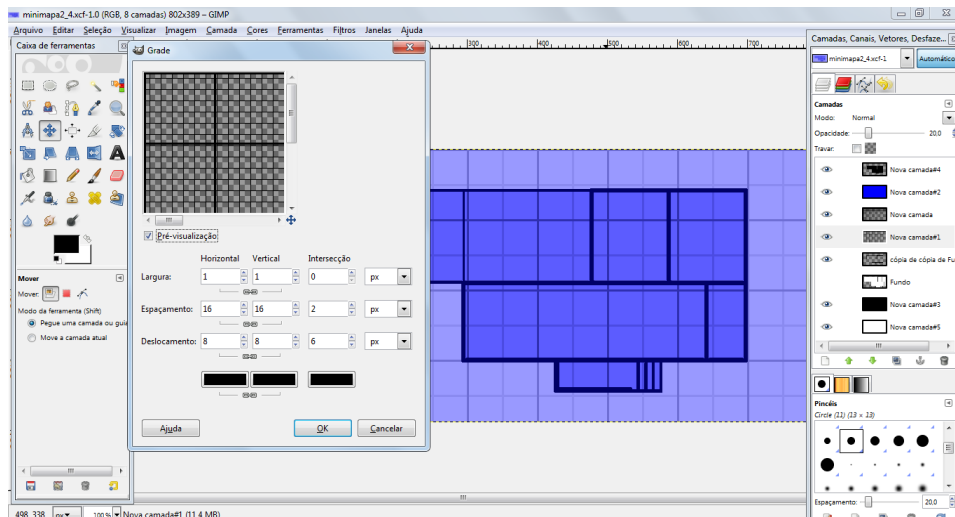 minimapa2_4.xcf-1.0 (RGB, 8 camadas) 802x389 – GIMP
Arquivo Editar Seleção Visualizar Imagem Camada Cores Ferramentas Filtros Janelas Ajuda
Caixa de ferramentas
Grade
300 400 500 600 700
Camadas, Canais, Vetores, Desfaze...
minimapa2_4.xcf-1 Automático
Camadas
Modo: Normal
Opacidade: 20,0
Travar:
Nova camada#4
Nova camada#2
Nova camada
Nova camada#1
cópia de cópia de Fu
Fundo
Nova camada#3
Nova camada#5
Pré-visualização
Horizontal Vertical Intersecção
Largura: 1 1 0 px
Espaçamento: 16 16 2 px
Deslocamento: 8 8 6 px
Ajuda OK Cancelar
Mover
Mover:
Modo da ferramenta (Shift)
Pegue uma camada ou guia
Move a camada atual
Pincéis
Circle (11) (13 × 13)
Espaçamento: 20,0
498, 338 px 100% Nova camada#1 (11,4 MB)